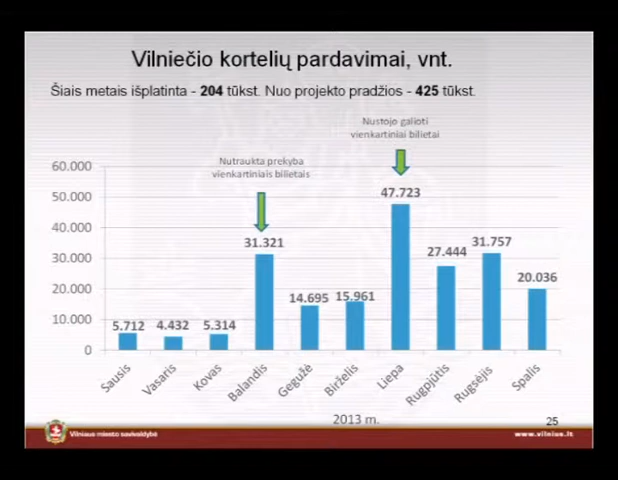 Vilniečio kortelių pardavimai, vnt.
Šiais metais išplatinta - 204 tūkst. Nuo projekto pradžios - 425 tūkst.
Nustojo galioti
vienkartiniai bilietai
Nutraukta prekyba
vienkartiniais bilietais
60.000
50.000
40.000
30.000
20.000
10.000
0
5.712
4.432
5.314
31.321
14.695
15.961
47.723
27.444
31.757
20.036
Sausis
Vasaris
Kovas
Balandis
Gegužė
Birželis
Liepa
Rugpjūtis
Rugsėjis
Spalis
2013 m.
25
Vilniaus miesto savivaldybė
www.vilnius.lt